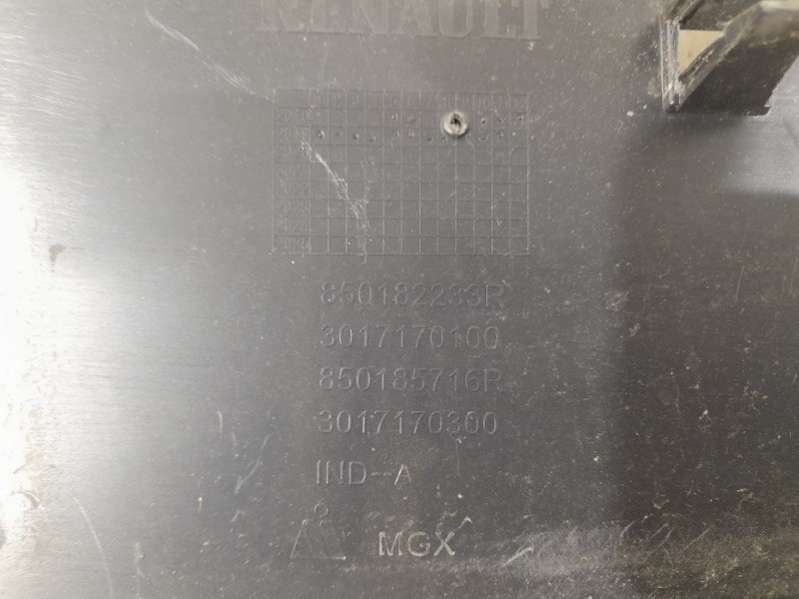 RENAULT
850182233R
3017170100
850185716R
3017170300
IND--A
MGX